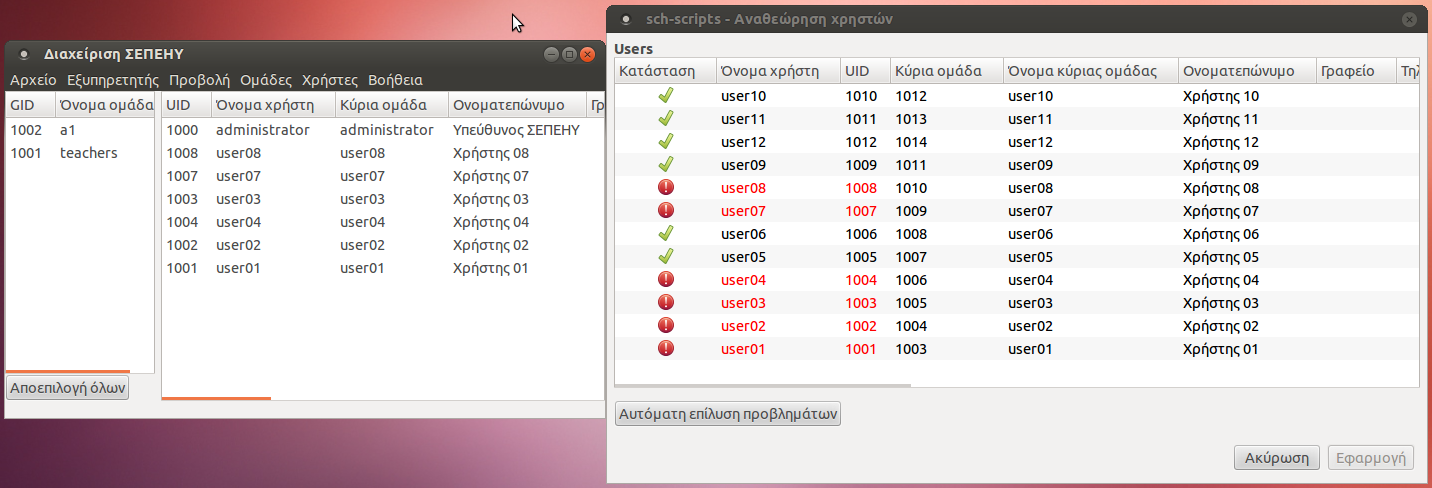 Διαχείριση ΣΕΠΕΗΥ
Αρχείο Εξυπηρετητής Προβολή Ομάδες Χρήστες Βοήθεια
GID Όνομα ομάδα
1002 a1
1001 teachers
Αποεπιλογή όλων
UID Όνομα χρήστη Κύρια ομάδα Ονοματεπώνυμο Γρ
1000 administrator administrator Υπεύθυνος ΣΕΠΕΗΥ
1008 user08 user08 Χρήστης 08
1007 user07 user07 Χρήστης 07
1003 user03 user03 Χρήστης 03
1004 user04 user04 Χρήστης 04
1002 user02 user02 Χρήστης 02
1001 user01 user01 Χρήστης 01
sch-scripts - Αναθεώρηση χρηστών
Users
Κατάσταση Όνομα χρήστη UID Κύρια ομάδα Όνομα κύριας ομάδας Ονοματεπώνυμο Γραφείο Τηλ
user10 1010 1012 user10 Χρήστης 10
user11 1011 1013 user11 Χρήστης 11
user12 1012 1014 user12 Χρήστης 12
user09 1009 1011 user09 Χρήστης 09
user08 1008 1010 user08 Χρήστης 08
user07 1007 1009 user07 Χρήστης 07
user06 1006 1008 user06 Χρήστης 06
user05 1005 1007 user05 Χρήστης 05
user04 1004 1006 user04 Χρήστης 04
user03 1003 1005 user03 Χρήστης 03
user02 1002 1004 user02 Χρήστης 02
user01 1001 1003 user01 Χρήστης 01
Αυτόματη επίλυση προβλημάτων
Ακύρωση Εφαρμογή